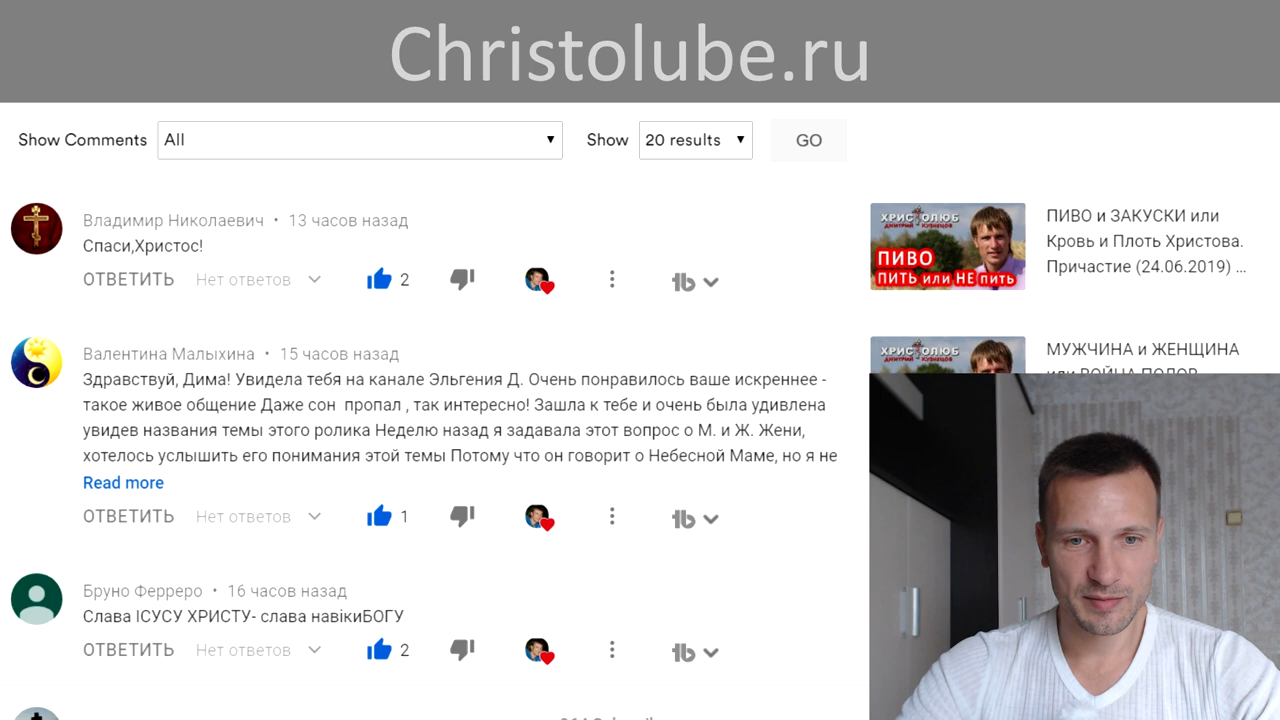 Christolube.ru
Show Comments All Show 20 results GO
Владимир Николаевич • 13 часов назад
Спаси,Христос!
ОТВЕТИТЬ Нет ответов 2
ХРИСТОЛЮБ
ДМИТРИЙ КУЗНЕЦОВ
ПИВО
ПИТЬ или НЕ пить
ПИВО и ЗАКУСКИ или
Кровь и Плоть Христова.
Причастие (24.06.2019) ...
Валентина Малыхина • 15 часов назад
Здравствуй, Дима! Увидела тебя на канале Эльгения Д. Очень понравилось ваше искреннее -
такое живое общение Даже сон пропал , так интересно! Зашла к тебе и очень была удивлена
увидев названия темы этого ролика Неделю назад я задавала этот вопрос о М. и Ж. Жени,
хотелось услышить его понимания этой темы Потому что он говорит о Небесной Маме, но я не
Read more
ОТВЕТИТЬ Нет ответов 1
ХРИСТОЛЮБ
ДМИТРИЙ КУЗНЕЦОВ
МУЖЧИНА и ЖЕНЩИНА
или ВОЙНА ПОЛОВ
Бруно Ферреро • 16 часов назад
Слава ІСУСУ ХРИСТУ- слава навікиБОГУ
ОТВЕТИТЬ Нет ответов 2